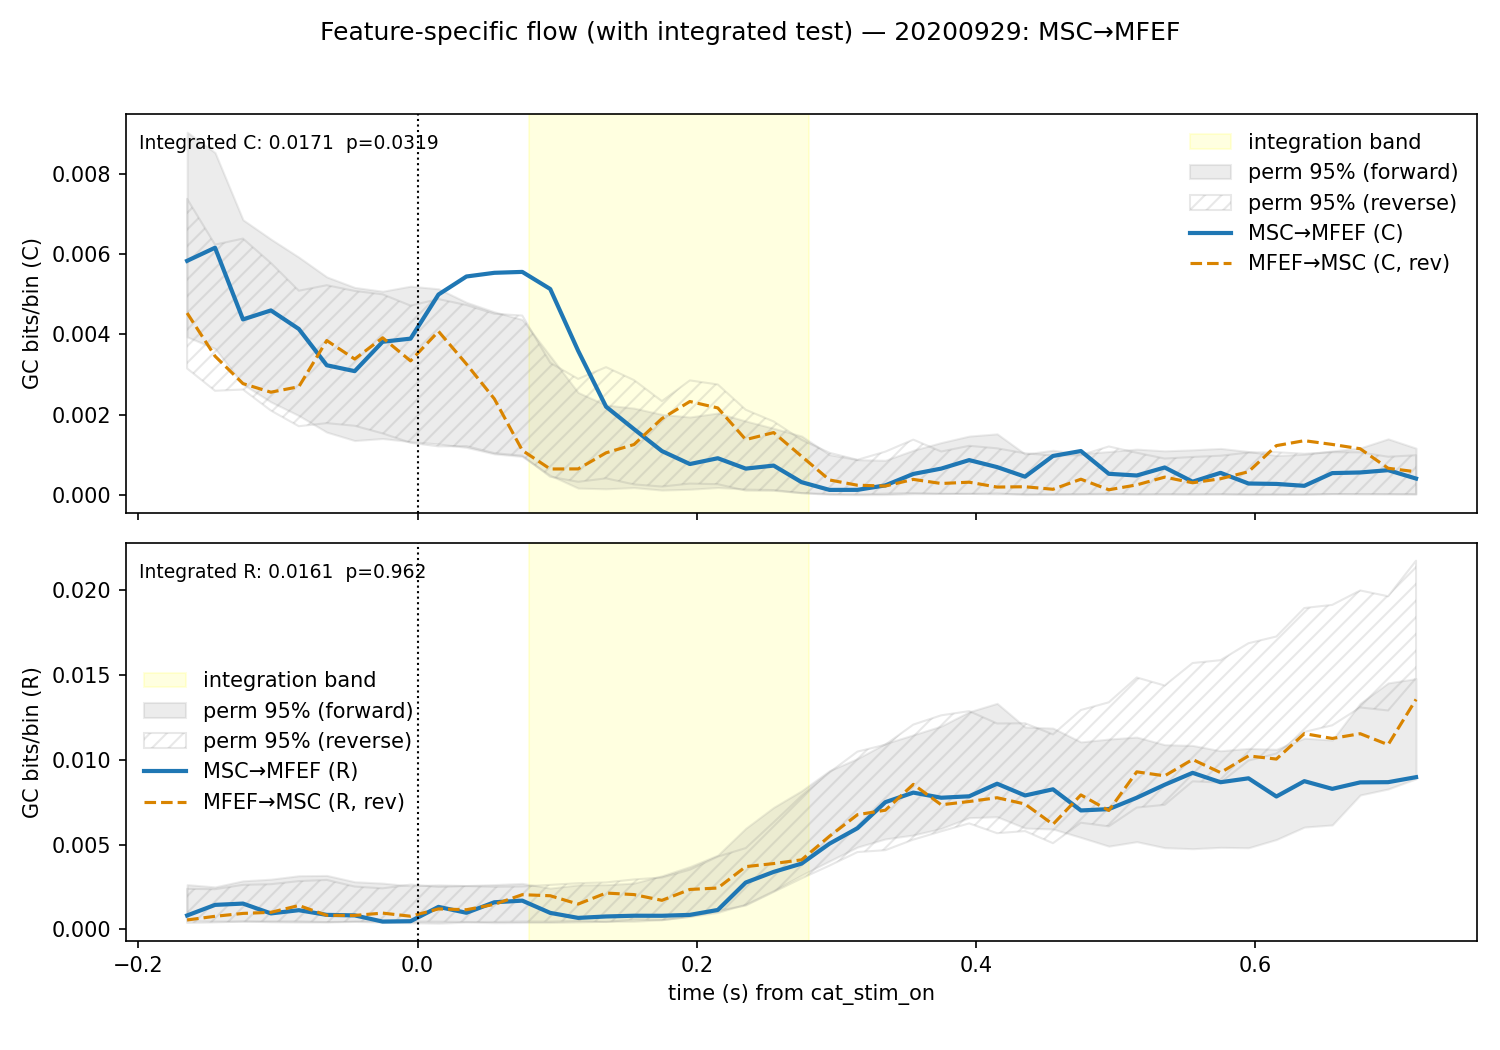 Feature-specific flow (with integrated test) — 20200929: MSC→MFEF
Integrated C: 0.0171  p=0.0319
integration band
perm 95% (forward)
perm 95% (reverse)
MSC→MFEF (C)
MFEF→MSC (C, rev)
GC bits/bin (C)
0.008
0.006
0.004
0.002
0.000
Integrated R: 0.0161  p=0.962
integration band
perm 95% (forward)
perm 95% (reverse)
MSC→MFEF (R)
MFEF→MSC (R, rev)
GC bits/bin (R)
0.020
0.015
0.010
0.005
0.000
−0.2 0.0 0.2 0.4 0.6
time (s) from cat_stim_on